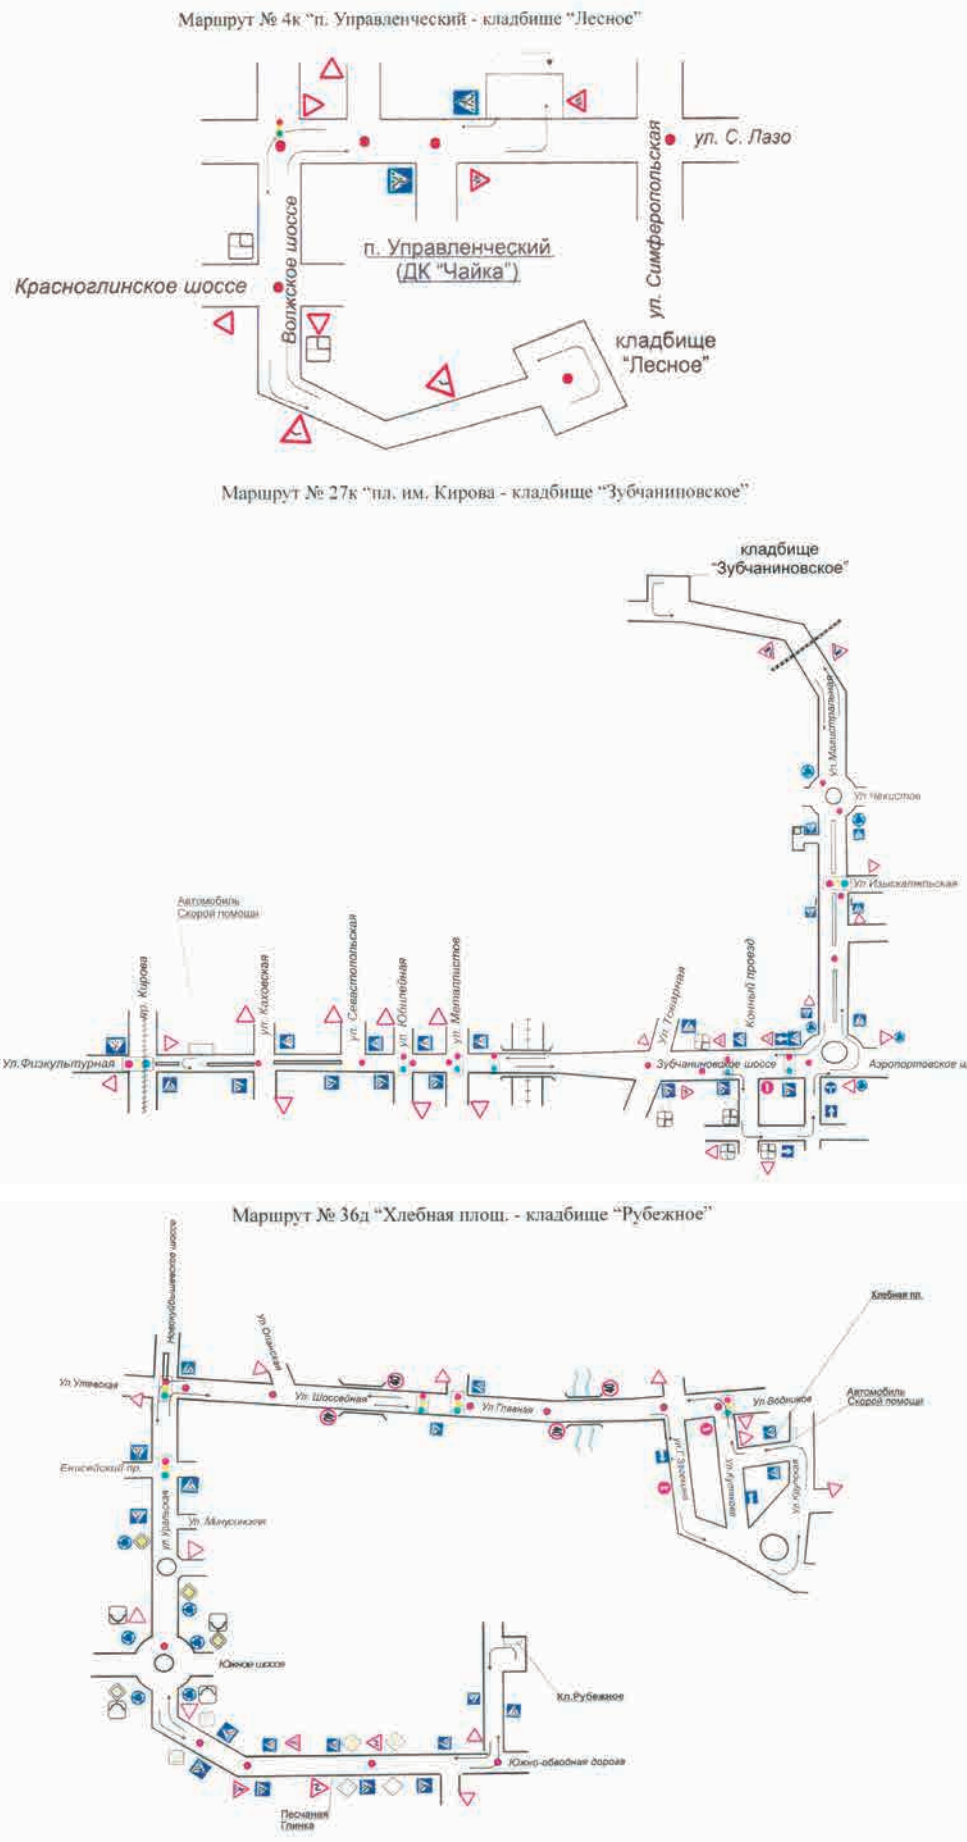 Маршрут № 4к “п. Управленческий - кладбище “Лесное”
ул. С. Лазо
ул. Симферопольская
Волжское шоссе
п. Управленческий
(ДК “Чайка”)
Красноглинское шоссе
кладбище
“Лесное”
Маршрут № 27к “пл. им. Кирова - кладбище “Зубчаниновское”
кладбище
“Зубчаниновское”
Ул. Магистральная
Ул. Чекистов
Ул. Изыскательская
Автомобиль
Скорой помощи
пр. Кирова
ул. Каховская
ул. Севастопольская
ул. Юбилейная
ул. Металлистов
Ул. Товарная
Конный проезд
Ул. Физкультурная
Зубчаниновское шоссе
Аэропортовское ш
Маршрут № 36д “Хлебная площ. - кладбище “Рубежное”
Новокуйбышевское шоссе
Хлебная пл.
Ул. Утевская
Ул. Шоссейная
Ул. Главная
Ул. Водников
Автомобиль
Скорой помощи
Енисейский пр.
ул. Уральская
Ул. Минусинская
Ул. Крупская
Южное шоссе
Кл. Рубежное
Южно-обводная дорога
Песчаная
Глинка